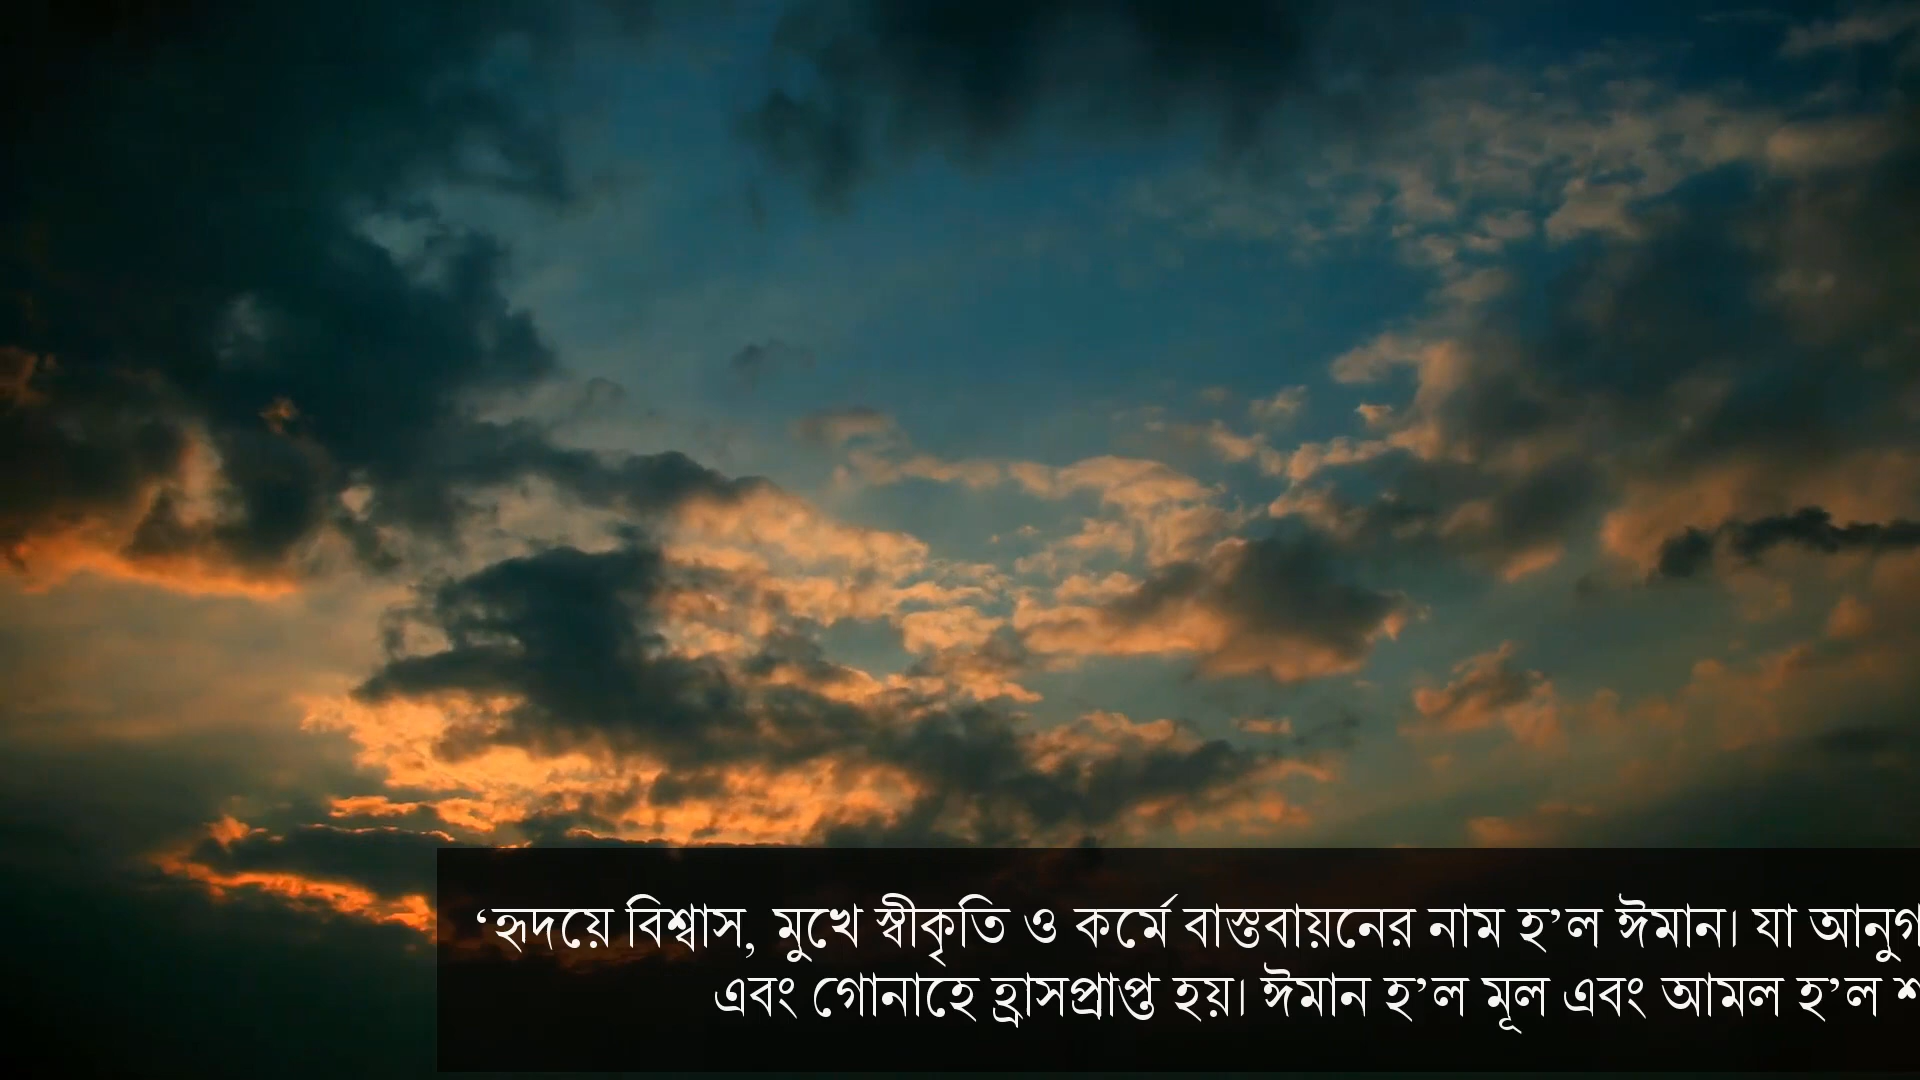 ‘হৃদয়ে বিশ্বাস, মুখে স্বীকৃতি ও কর্মে বাস্তবায়নের নাম হ’ল ঈমান। যা
এবং গোনাহে হ্রাসপ্রাপ্ত হয়। ঈমান হ’ল মূল এবং আমল হ’ল